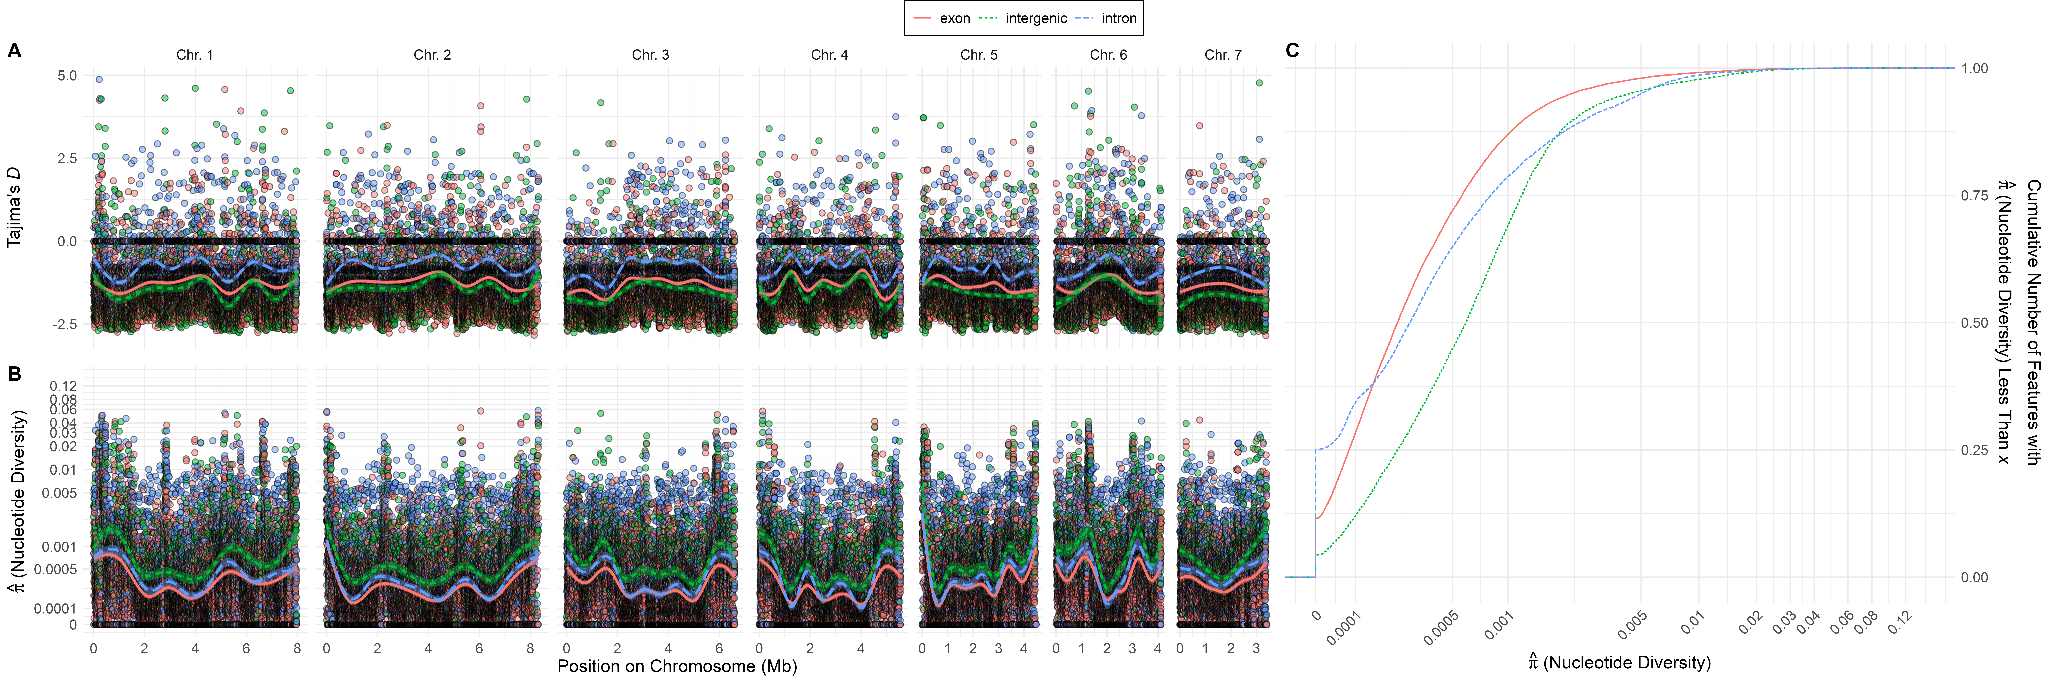 exon intergenic intron
A
Chr. 1 Chr. 2 Chr. 3 Chr. 4 Chr. 5 Chr. 6 Chr. 7
Tajima's D
5.0
2.5
0.0
-2.5
B
π̂ (Nucleotide Diversity)
0.12
0.08
0.06
0.04
0.03
0.02
0.01
0.005
0.001
0.0005
0.0001
0
0 2 4 6 8 0 2 4 6 8 0 2 4 6 0 2 4 0 1 2 3 4 0 1 2 3 4 0 1 2 3
Position on Chromosome (Mb)
C
1.00
0.75
0.50
0.25
0.00
Cumulative Number of Features with
π̂ (Nucleotide Diversity) Less Than x
0 0.0001 0.0005 0.001 0.005 0.01 0.02 0.03 0.04 0.06 0.08 0.12
π̂ (Nucleotide Diversity)